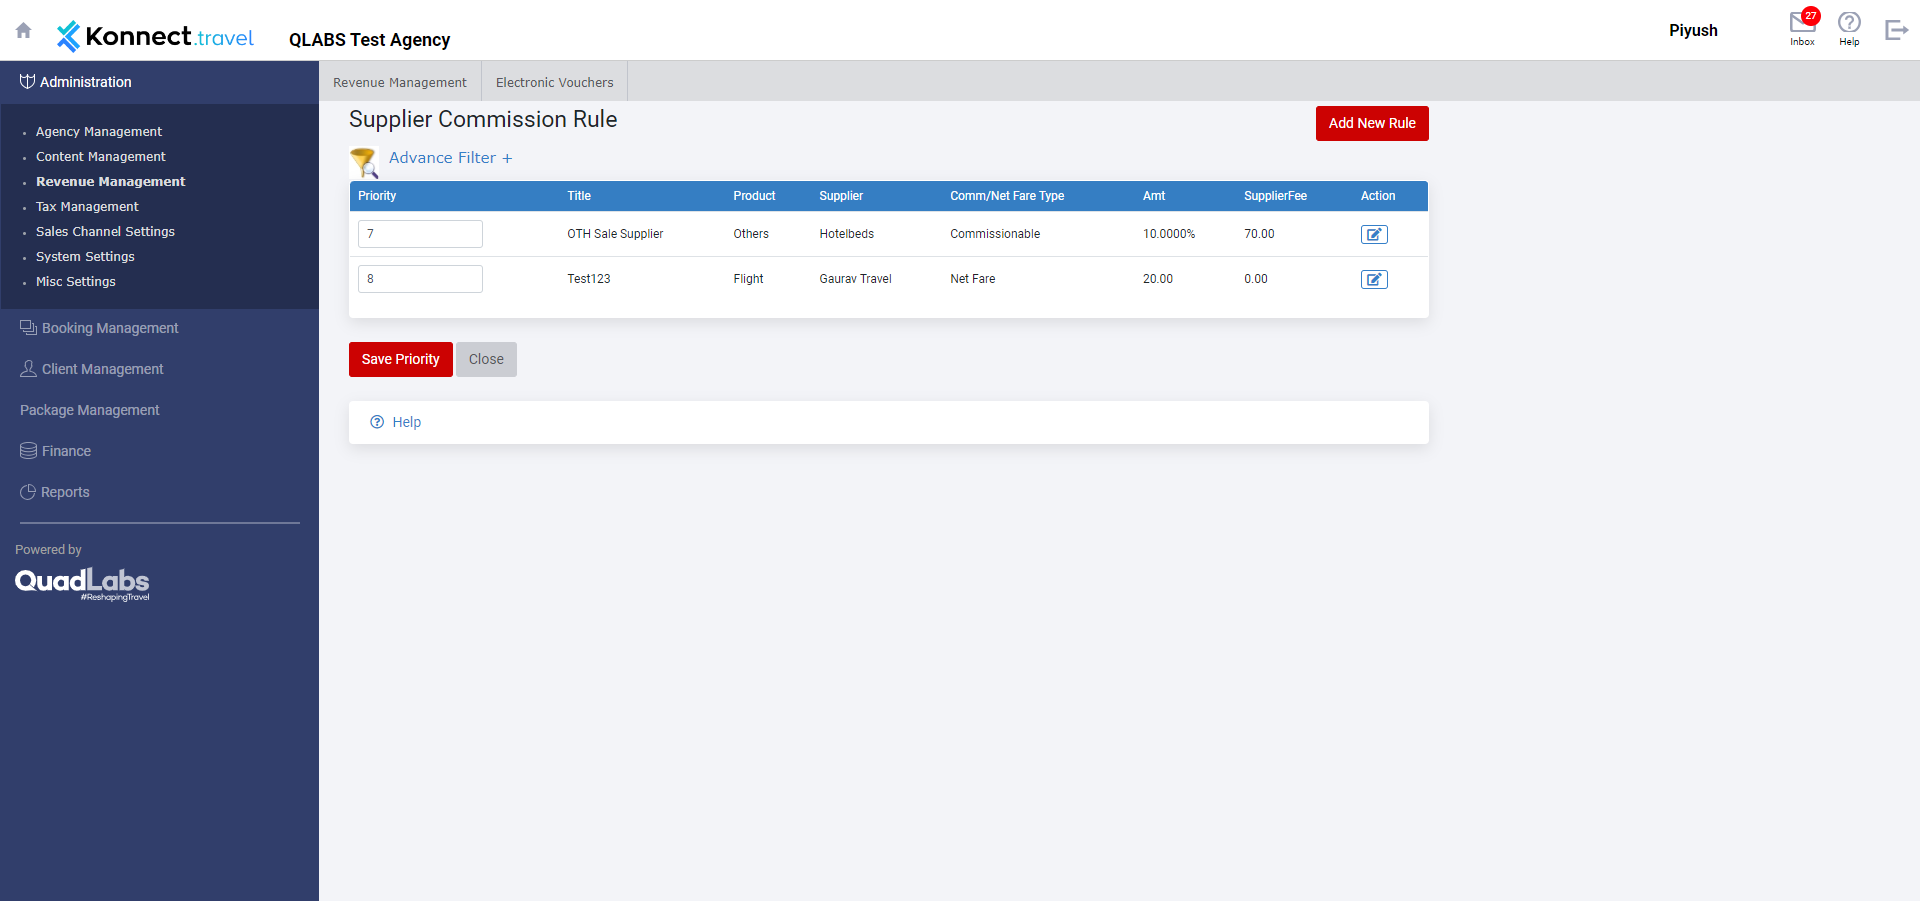 Konnect.travel
QLABS Test Agency
Piyush
27
Inbox
Help
Administration
Agency Management
Content Management
Revenue Management
Tax Management
Sales Channel Settings
System Settings
Misc Settings
Booking Management
Client Management
Package Management
Finance
Reports
Powered by
QuadLabs
#ReshapingTravel
Revenue Management
Electronic Vouchers
Supplier Commission Rule
Add New Rule
Advance Filter +
Priority Title Product Supplier Comm/Net Fare Type Amt SupplierFee Action
7 OTH Sale Supplier Others Hotelbeds Commissionable 10.0000% 70.00
8 Test123 Flight Gaurav Travel Net Fare 20.00 0.00
Save Priority
Close
Help